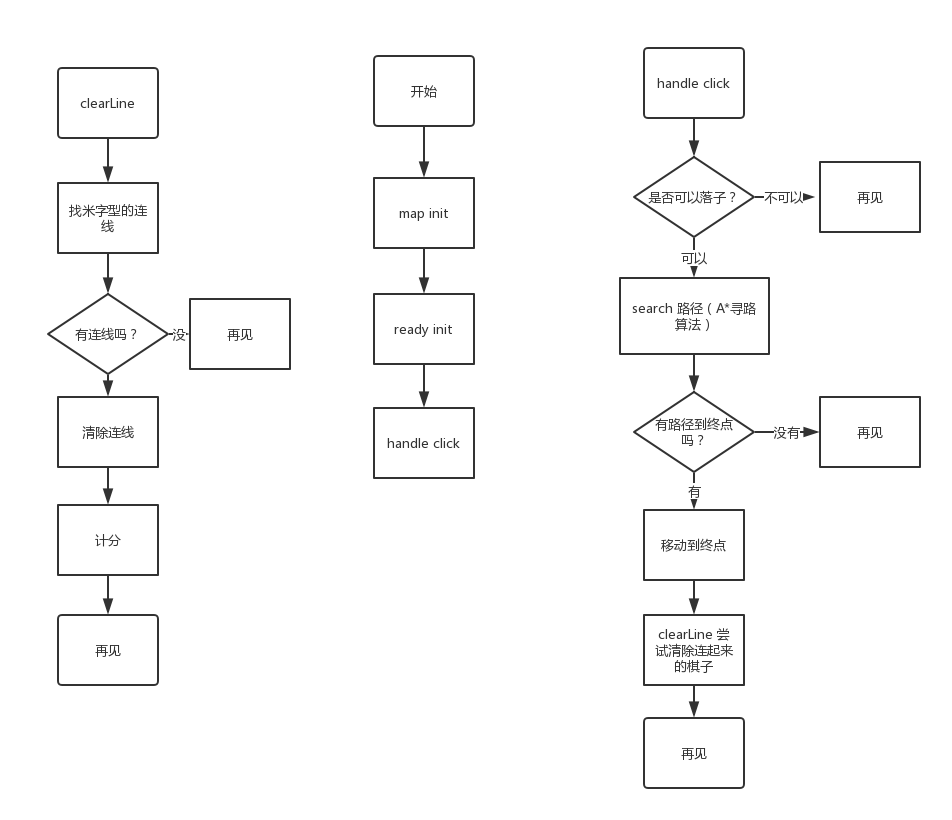 clearLine
找米字型的连
线
有连线吗？
没
再见
清除连线
计分
再见
开始
map init
ready init
handle click
handle click
是否可以落子？
不可以
再见
可以
search 路径（A*寻路
算法）
有路径到终点
吗？
没有
再见
有
移动到终点
clearLine 尝
试清除连起来
的棋子
再见